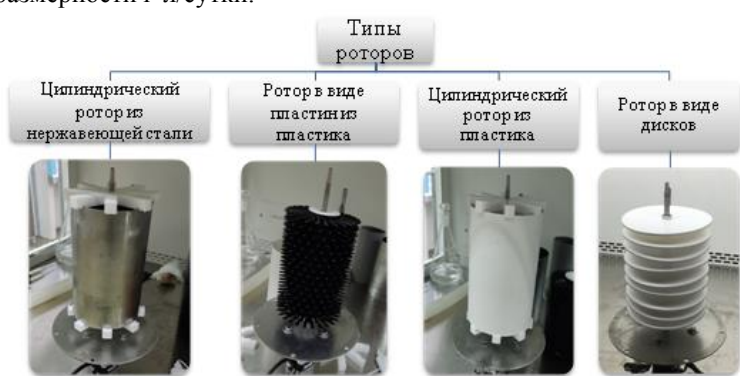 размерности г л/сутки.
Типы
роторов
Цилиндрический
ротор из
нержавеющей стали
Ротор в виде
пластин из
пластика
Цилиндрический
ротор из
пластика
Ротор в виде
дисков